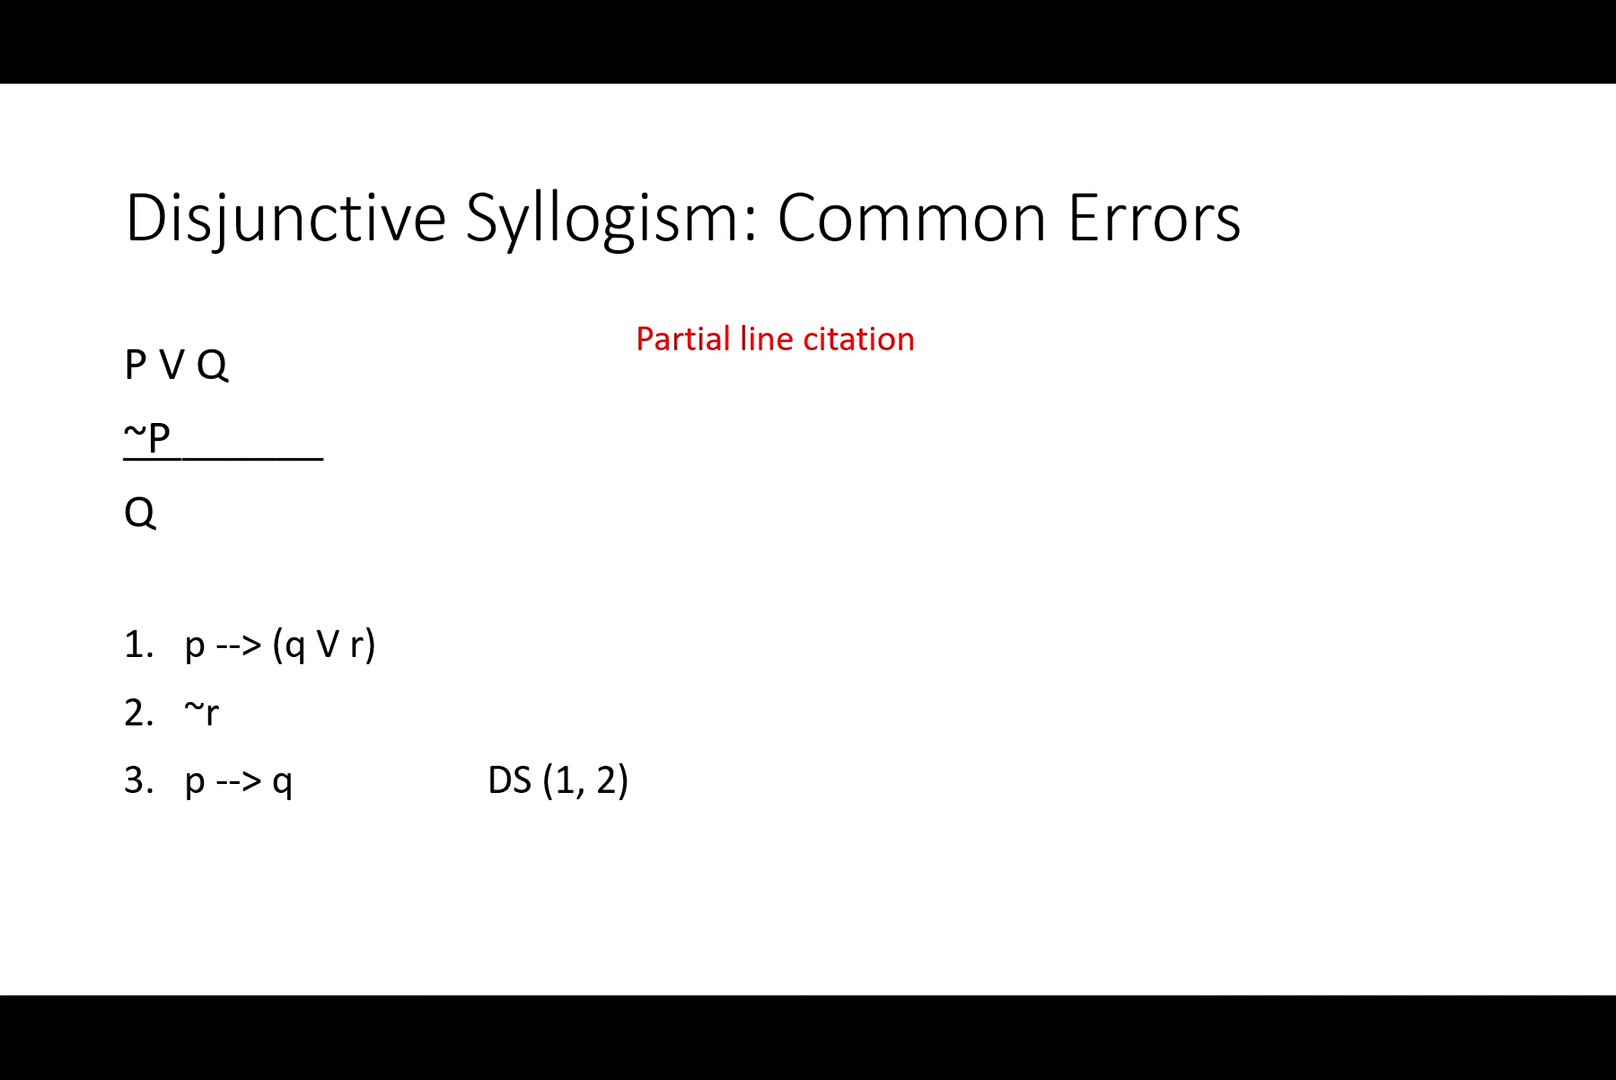 Disjunctive Syllogism: Common Errors
Partial line citation
P V Q
~P
Q
1. p --> (q V r)
2. ~r
3. p --> q DS (1, 2)